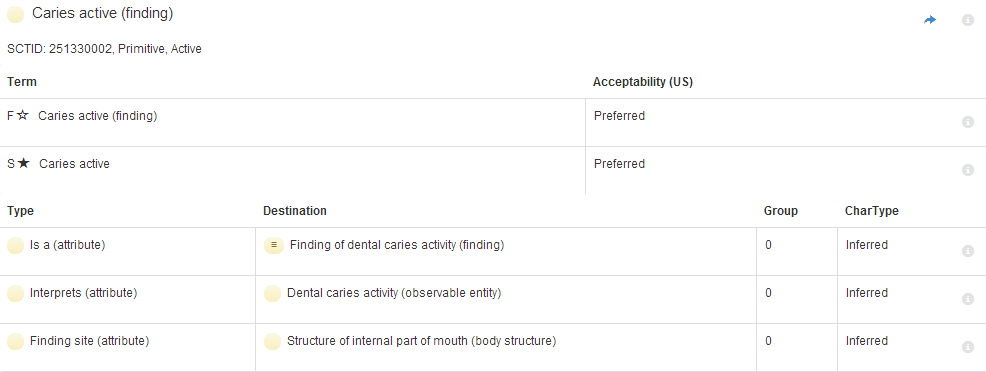 Caries active (finding)
SCTID: 251330002, Primitive, Active
Term Acceptability (US)
F☆ Caries active (finding) Preferred
S★ Caries active Preferred
Type Destination Group CharType
Is a (attribute) ≡ Finding of dental caries activity (finding) 0 Inferred
Interprets (attribute) Dental caries activity (observable entity) 0 Inferred
Finding site (attribute) Structure of internal part of mouth (body structure) 0 Inferred